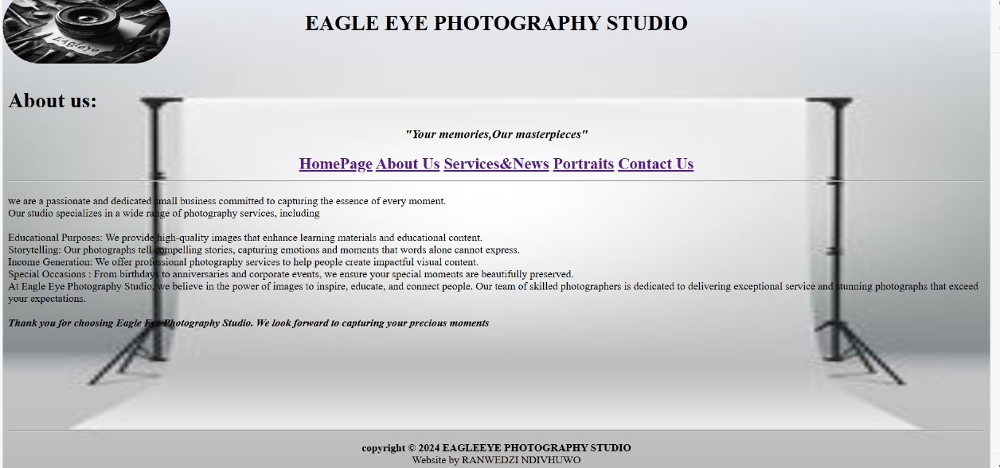 Eagleye
EAGLE EYE PHOTOGRAPHY STUDIO
About us:
"Your memories,Our masterpieces"
HomePage About Us Services&News Portraits Contact Us
we are a passionate and dedicated small business committed to capturing the essence of every moment.
Our studio specializes in a wide range of photography services, including
Educational Purposes: We provide high-quality images that enhance learning materials and educational content.
Storytelling: Our photographs tell compelling stories, capturing emotions and moments that words alone cannot express.
Income Generation: We offer professional photography services to help people create impactful visual content.
Special Occasions : From birthdays to anniversaries and corporate events, we ensure your special moments are beautifully preserved.
At Eagle Eye Photography Studio, we believe in the power of images to inspire, educate, and connect people. Our team of skilled photographers is dedicated to delivering exceptional service and stunning photographs that exceed
your expectations.
Thank you for choosing Eagle Eye Photography Studio. We look forward to capturing your precious moments
copyright © 2024 EAGLEEYE PHOTOGRAPHY STUDIO
Website by RANWEDZI NDIVHUWO